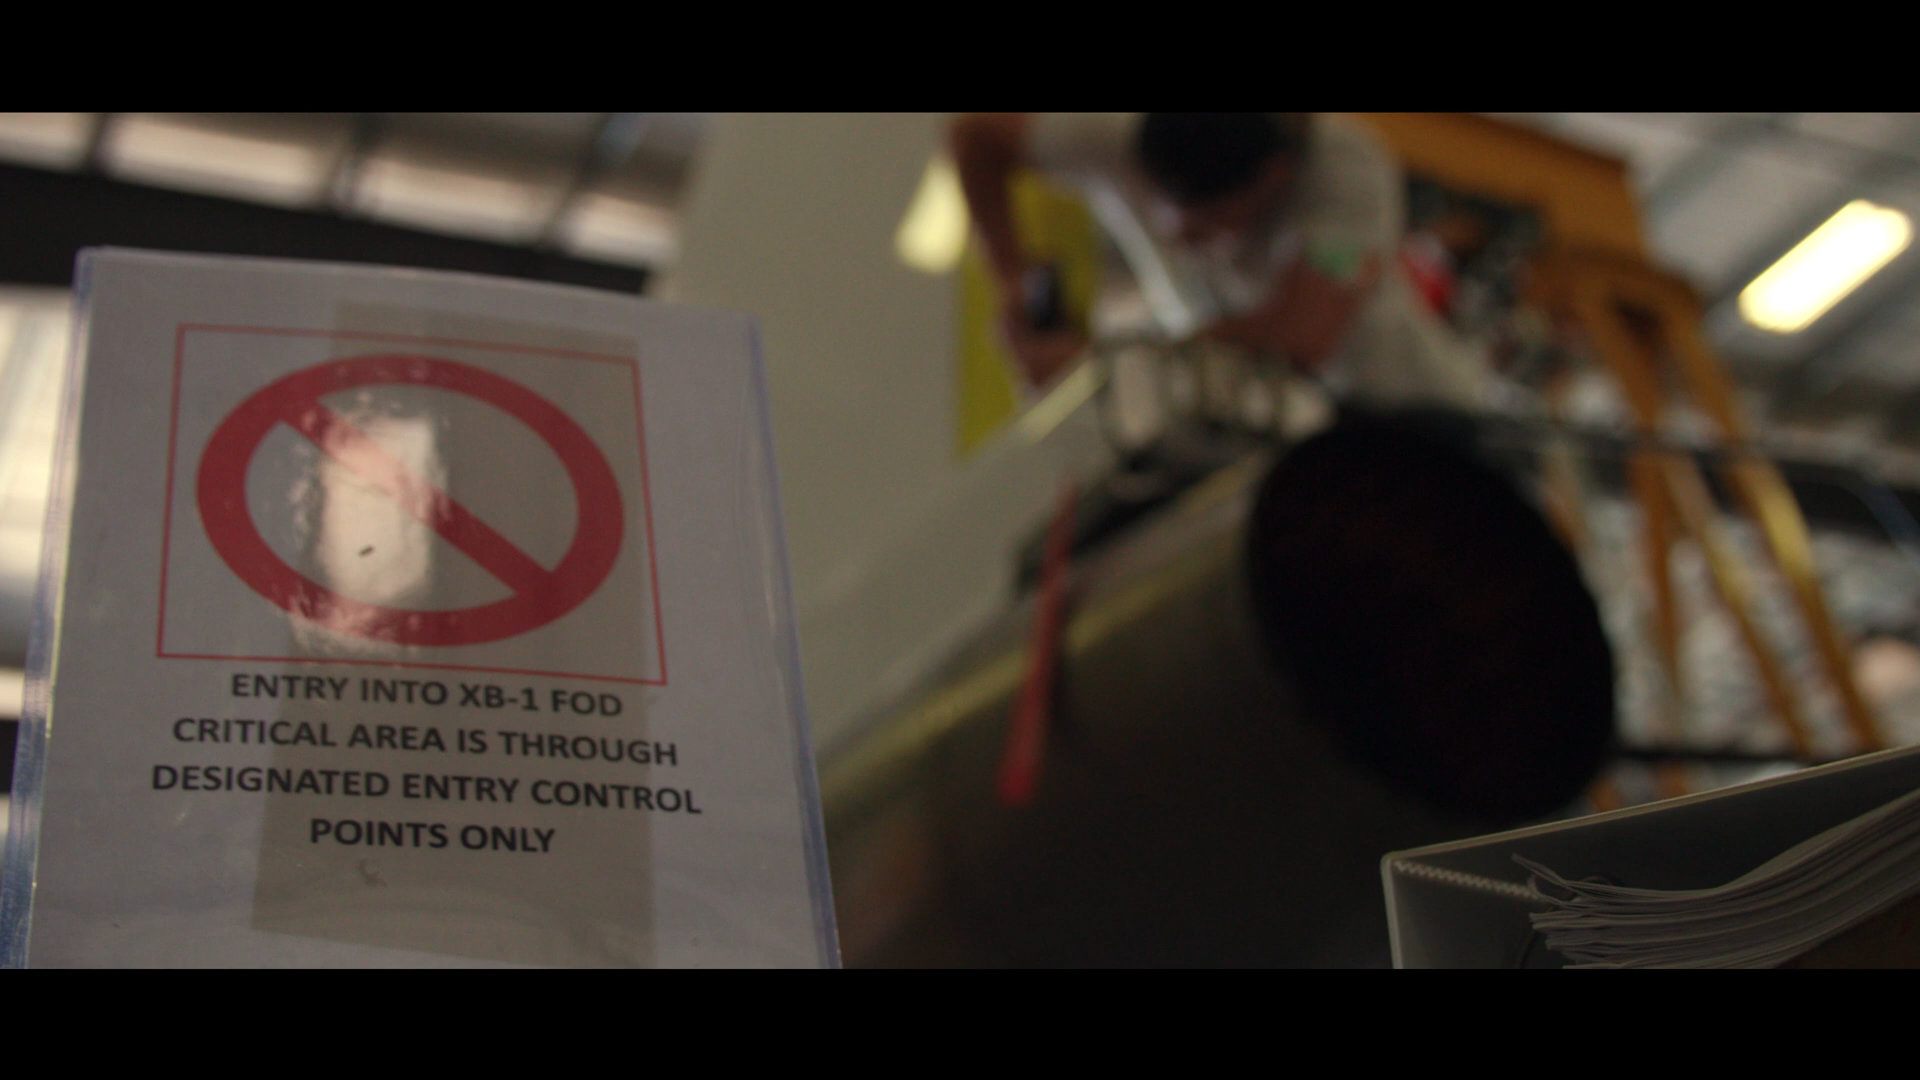 ENTRY INTO XB-1 FOD
CRITICAL AREA IS THROUGH
DESIGNATED ENTRY CONTROL
POINTS ONLY